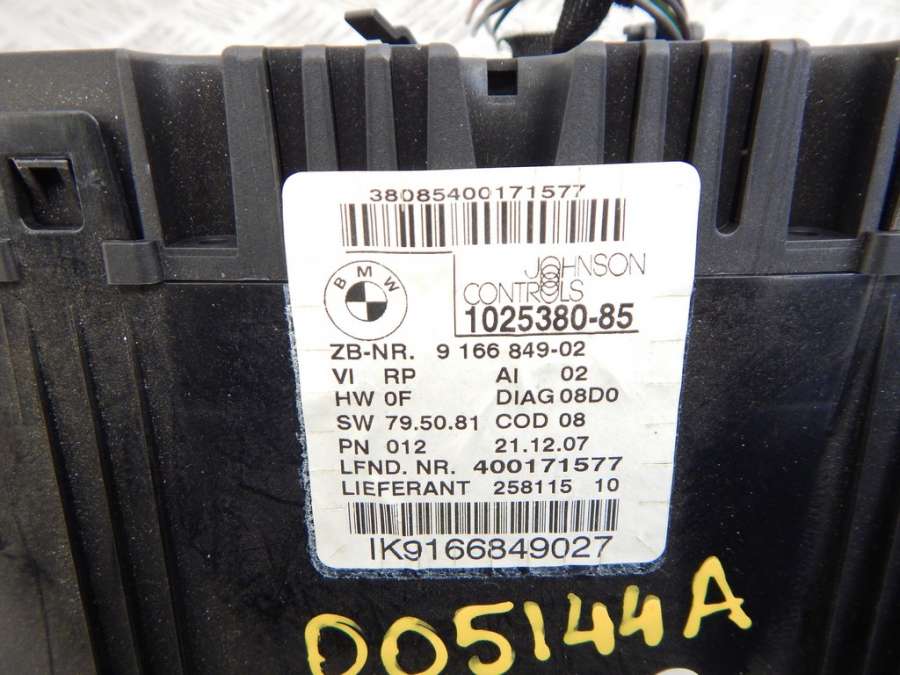 38085400171577
BMW
JOHNSON
CONTROLS
1025380-85
ZB-NR. 9 166 849-02
VI RP AI 02
HW 0F DIAG 08D0
SW 79.50.81 COD 08
PN 012 21.12.07
LFND. NR. 400171577
LIEFERANT 258115 10
IK9166849027
D05144A